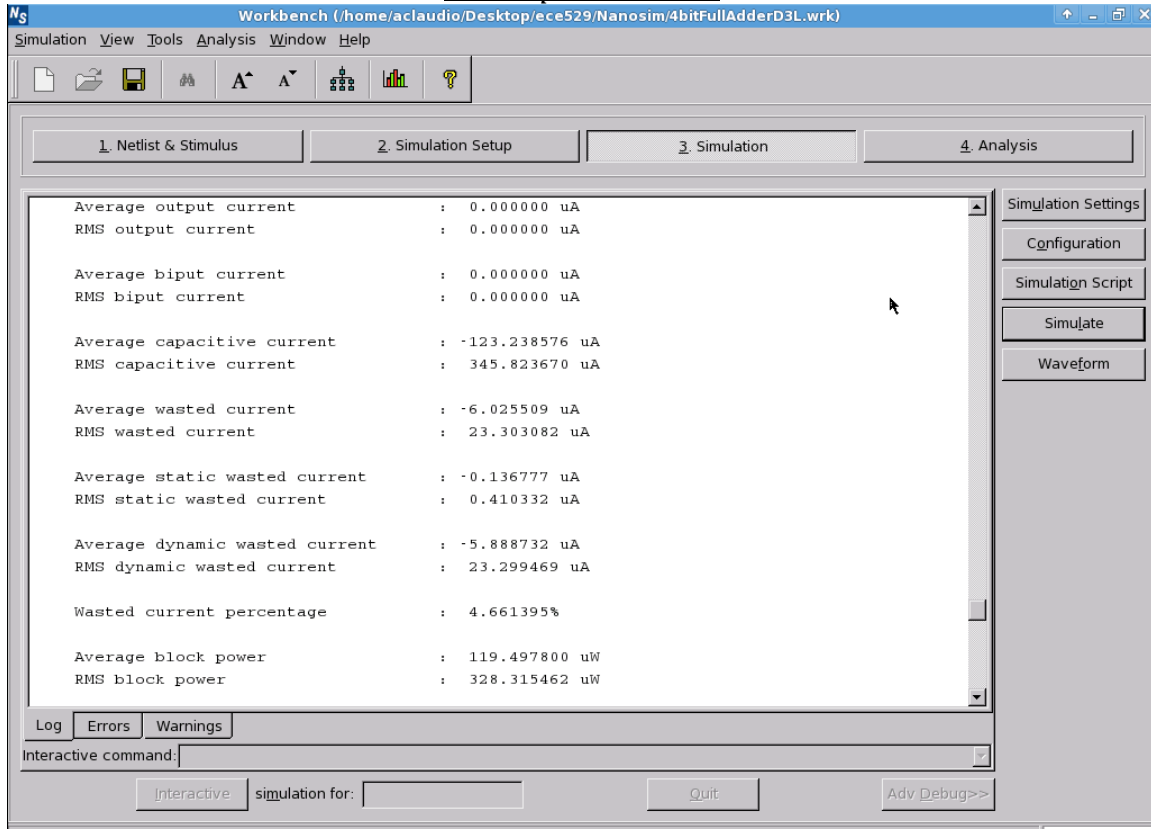 NS Workbench (/home/aclaudio/Desktop/ece529/Nanosim/4bitFullAdderD3L.wrk)
Simulation View Tools Analysis Window Help
A A ?
1. Netlist & Stimulus 2. Simulation Setup 3. Simulation 4. Analysis
Average output current : 0.000000 uA
RMS output current : 0.000000 uA
Average biput current : 0.000000 uA
RMS biput current : 0.000000 uA
Average capacitive current : -123.238576 uA
RMS capacitive current : 345.823670 uA
Average wasted current : -6.025509 uA
RMS wasted current : 23.303082 uA
Average static wasted current : -0.136777 uA
RMS static wasted current : 0.410332 uA
Average dynamic wasted current : -5.888732 uA
RMS dynamic wasted current : 23.299469 uA
Wasted current percentage : 4.661395%
Average block power : 119.497800 uW
RMS block power : 328.315462 uW
Simulation Settings
Configuration
Simulation Script
Simulate
Waveform
Log Errors Warnings
Interactive command:
Interactive simulation for: Quit Adv Debug>>